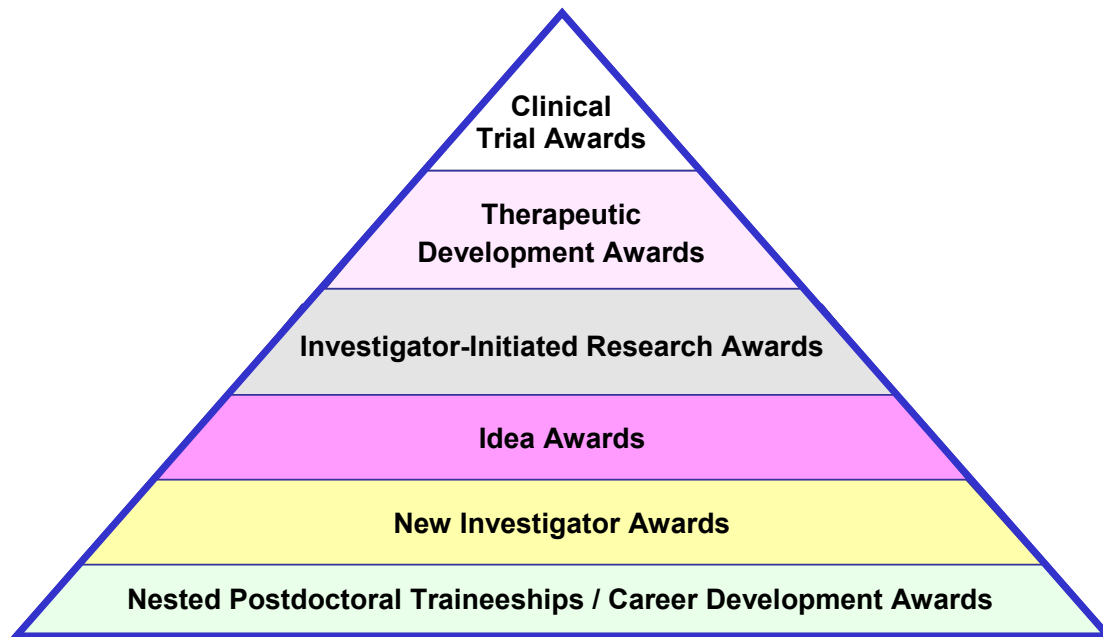 Clinical
Trial Awards
Therapeutic
Development Awards
Investigator-Initiated Research Awards
Idea Awards
New Investigator Awards
Nested Postdoctoral Traineeships / Career Development Awards